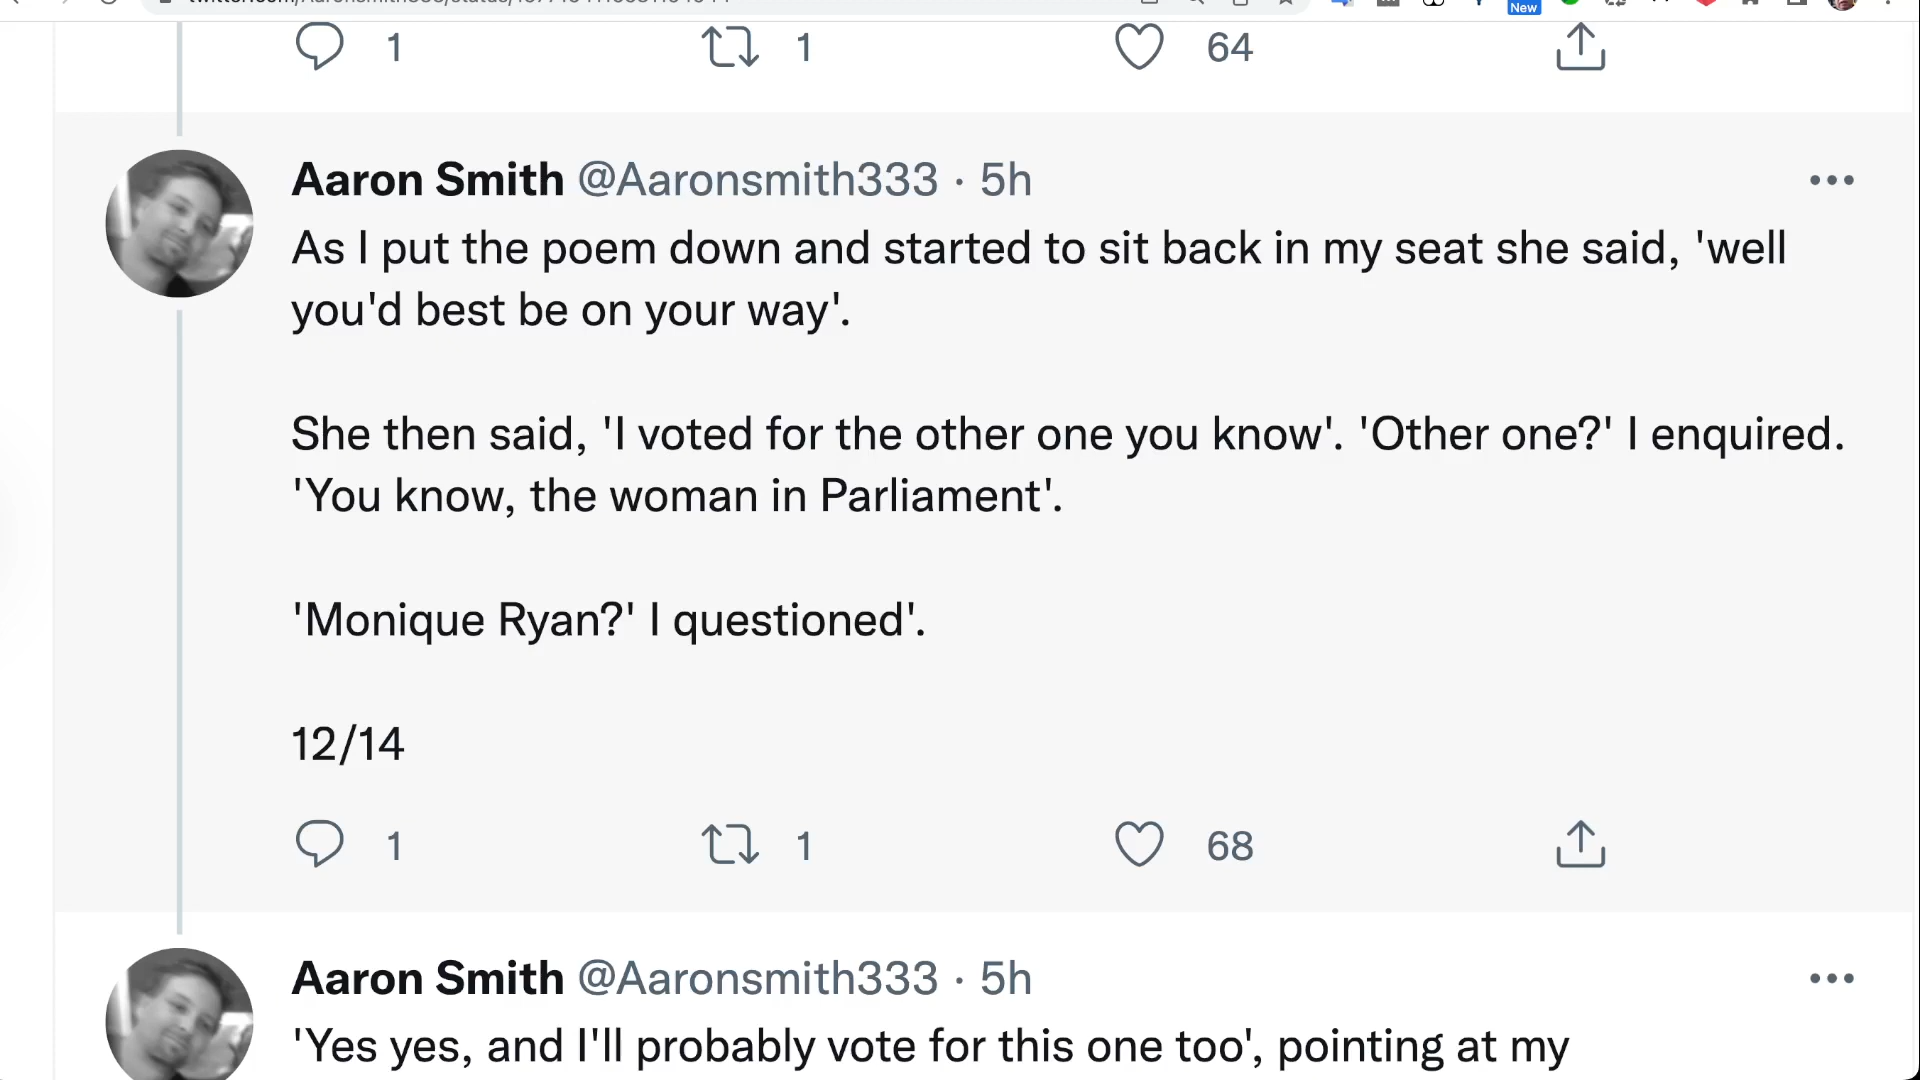 New
1 1 64
Aaron Smith @Aaronsmith333 · 5h
As I put the poem down and started to sit back in my seat she said, 'well
you'd best be on your way'.
She then said, 'I voted for the other one you know'. 'Other one?' I enquired.
'You know, the woman in Parliament'.
'Monique Ryan?' I questioned'.
12/14
1 1 68
Aaron Smith @Aaronsmith333 · 5h
'Yes yes, and I'll probably vote for this one too', pointing at my